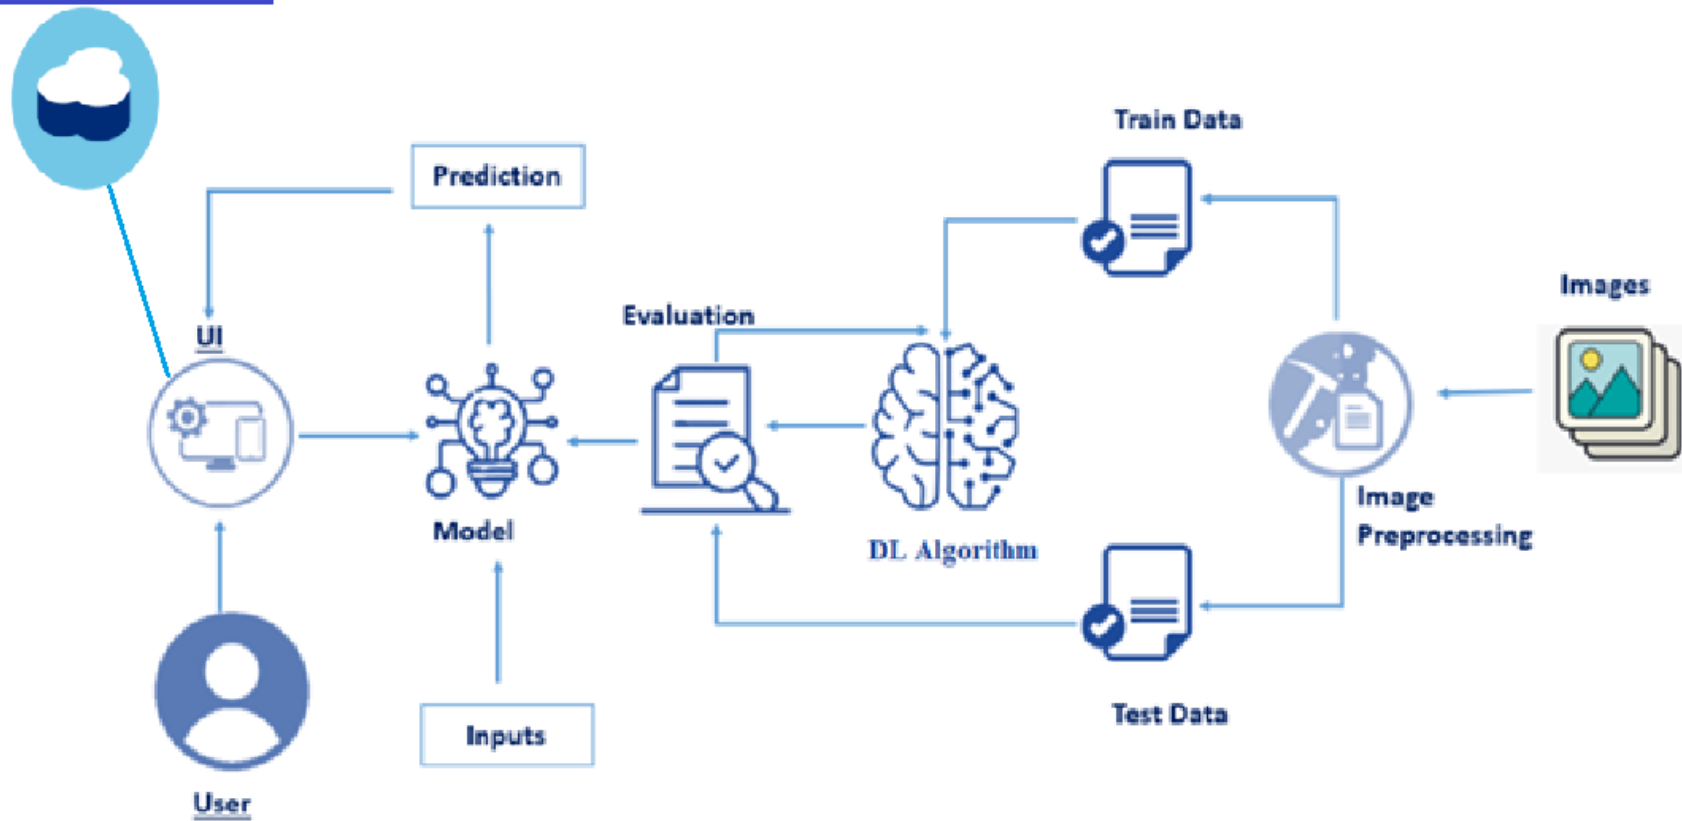 Train Data
Prediction
Images
Evaluation
UI
Image
Preprocessing
Model
DL Algorithm
Test Data
Inputs
User